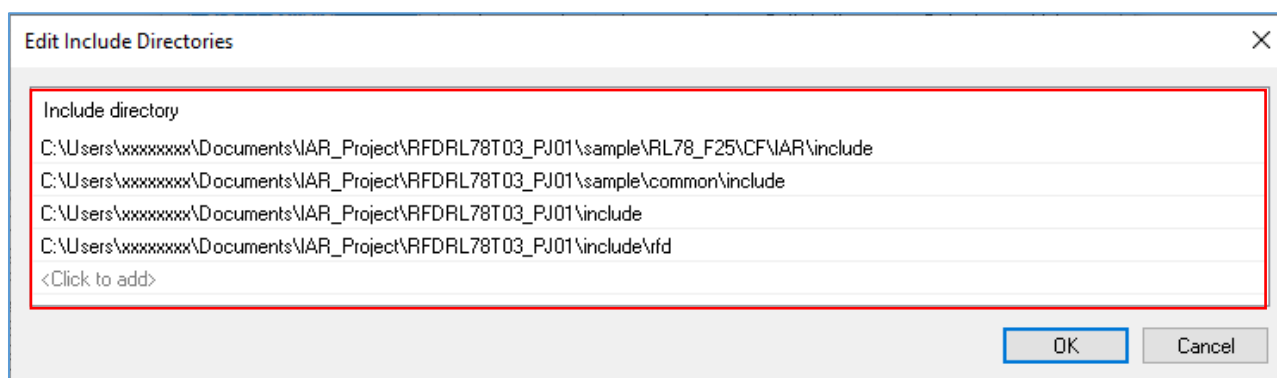 Edit Include Directories
Include directory
C:\Users\xxxxxxxx\Documents\IAR_Project\RFDRL78T03_PJ01\sample\RL78_F25\CF\IAR\include
C:\Users\xxxxxxxx\Documents\IAR_Project\RFDRL78T03_PJ01\sample\common\include
C:\Users\xxxxxxxx\Documents\IAR_Project\RFDRL78T03_PJ01\include
C:\Users\xxxxxxxx\Documents\IAR_Project\RFDRL78T03_PJ01\include\rfd
<Click to add>
OK Cancel